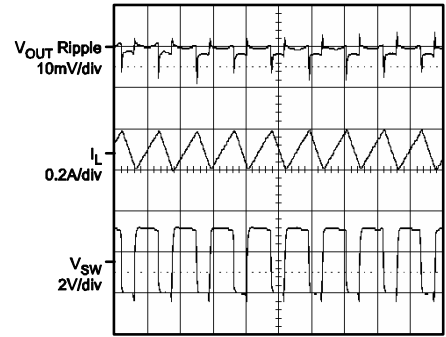 V_OUT Ripple
10mV/div
I_L
0.2A/div
V_SW
2V/div